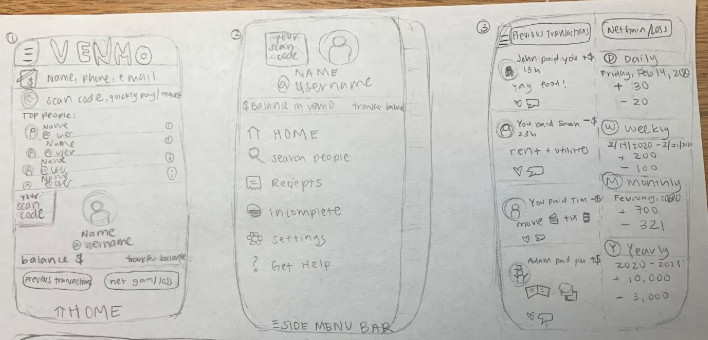 ①
VENMO
Name, phone, email
scan code, quickly pay/request
TOP people:
Name
@user
Name
@user
Name
@user
Name
@user
your
scan
code
Name
@username
balance $
transfer balance
previous transactions
net gain/loss
HOME
②
your
scan
code
NAME
@username
$ Balance in venmo
transfer balance
HOME
search people
Reciepts
incomplete
settings
? Get Help
SIDE MENU BAR
③
Previous Transactions
John paid you +$
13h
yay food!
You paid Sarah -$
23h
rent + utilities
You paid Tim -$
movie
tix
Adam paid you +$
Net Gain/Loss
D Daily
Friday, Feb 14, 2020
+ 30
- 20
W Weekly
2/14/2020 - 2/21/2020
+ 200
- 100
M Monthly
+ 700
- 321
Y Yearly
2020 - 2021
+ 10,000
- 3,000